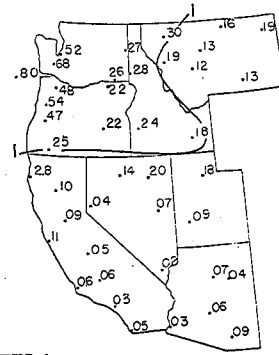 1
.30 .16 .19
.52 .27 .13
.68 .19 .12
.80 .26 .28 .13
.48 .22
.54
.47 .22 .24 .18
1 .25
.28 .14 .20 .18
.10
.04 .07
.09 .09
.11
.05 .02
.06 .06 .07 .04
.03 .06
.05 .03 .09